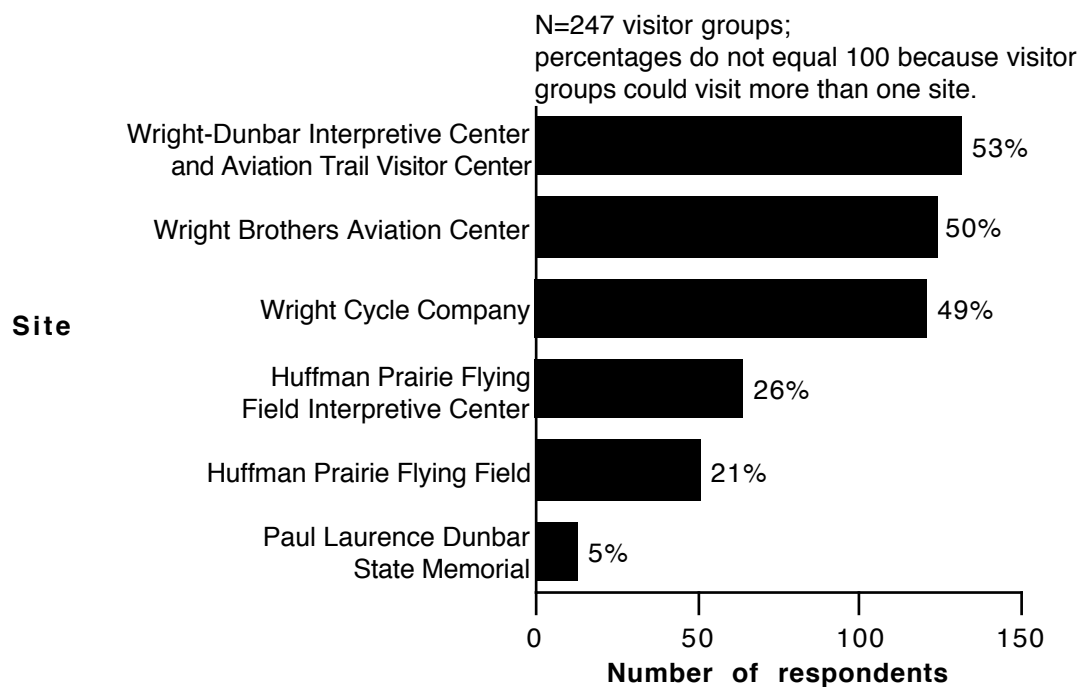 N=247 visitor groups;
percentages do not equal 100 because visitor
groups could visit more than one site.
Wright-Dunbar Interpretive Center
and Aviation Trail Visitor Center
53%
Wright Brothers Aviation Center
50%
Wright Cycle Company
49%
Site
Huffman Prairie Flying
Field Interpretive Center
26%
Huffman Prairie Flying Field
21%
Paul Laurence Dunbar
State Memorial
5%
0 50 100 150
Number of respondents